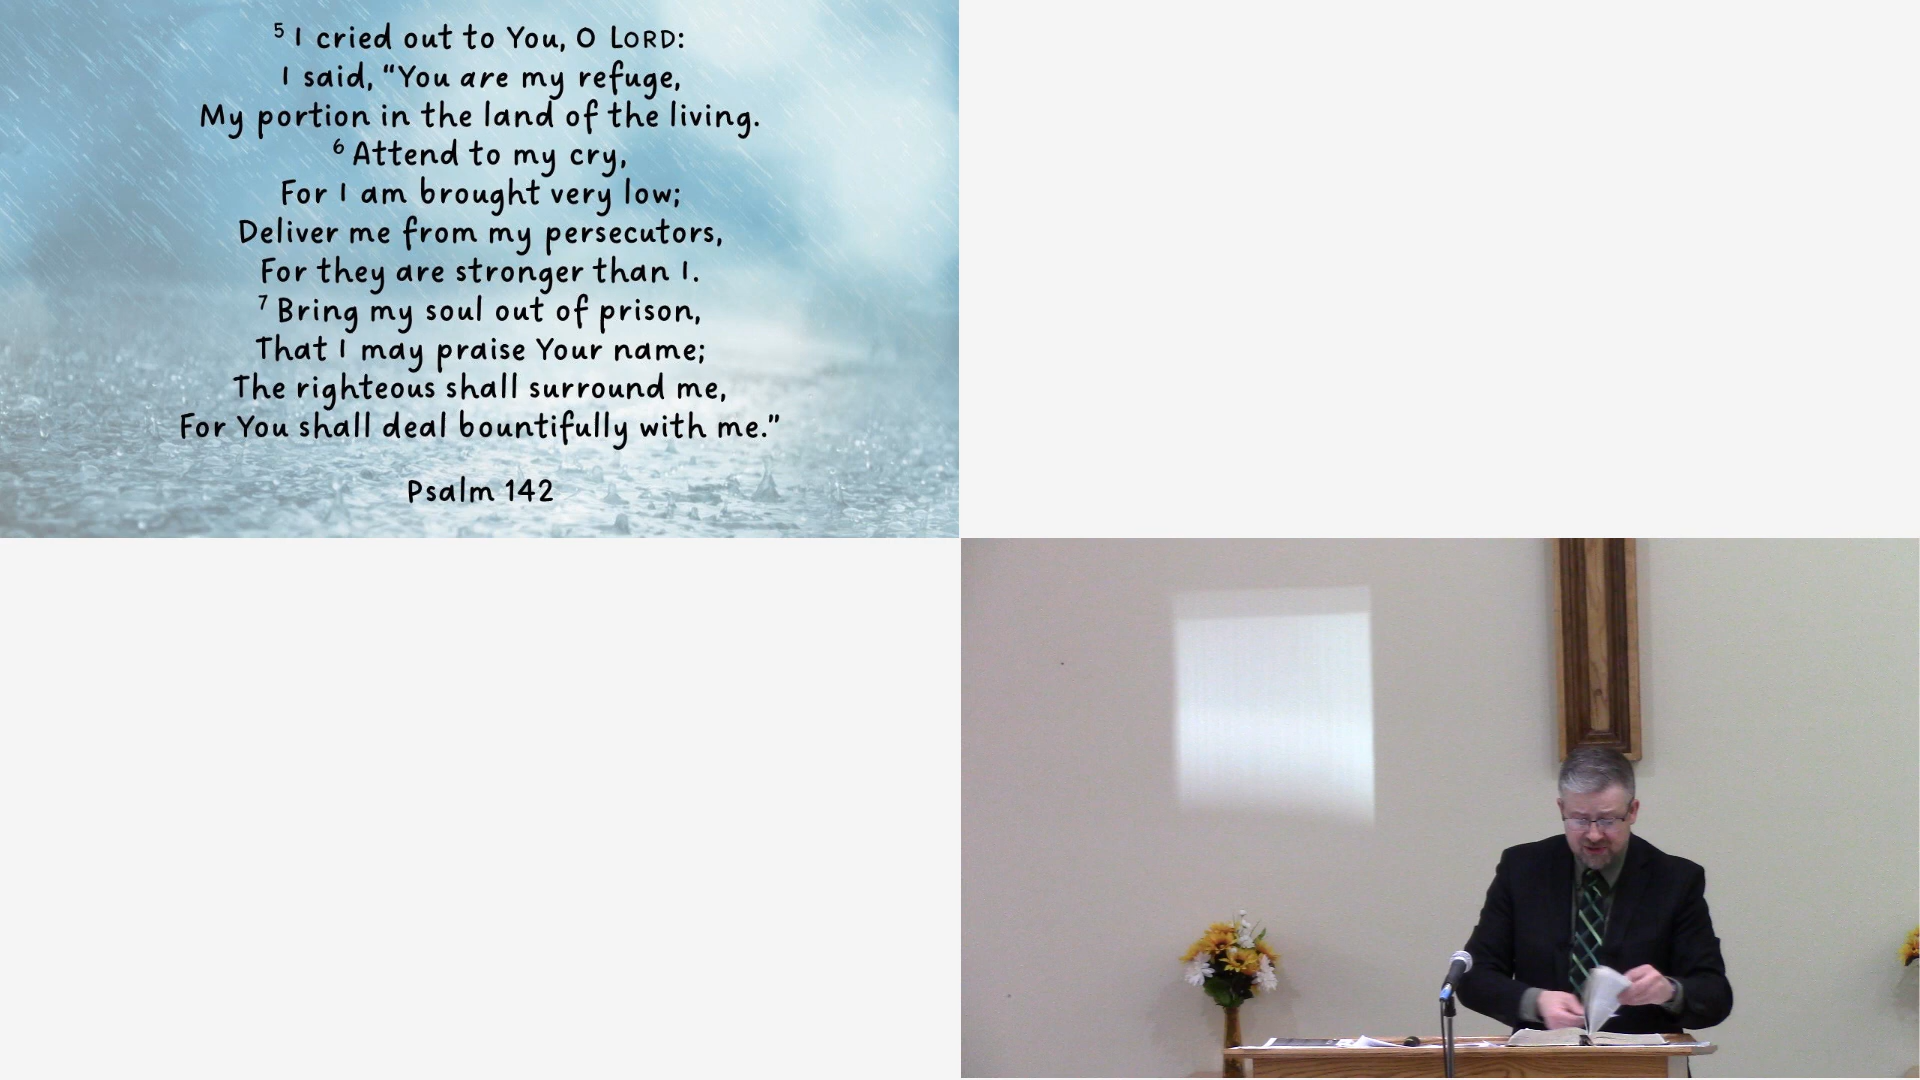 5 I cried out to You, O LORD:
I said, “You are my refuge,
My portion in the land of the living.
6 Attend to my cry,
For I am brought very low;
Deliver me from my persecutors,
For they are stronger than I.
7 Bring my soul out of prison,
That I may praise Your name;
The righteous shall surround me,
For You shall deal bountifully with me.”
Psalm 142